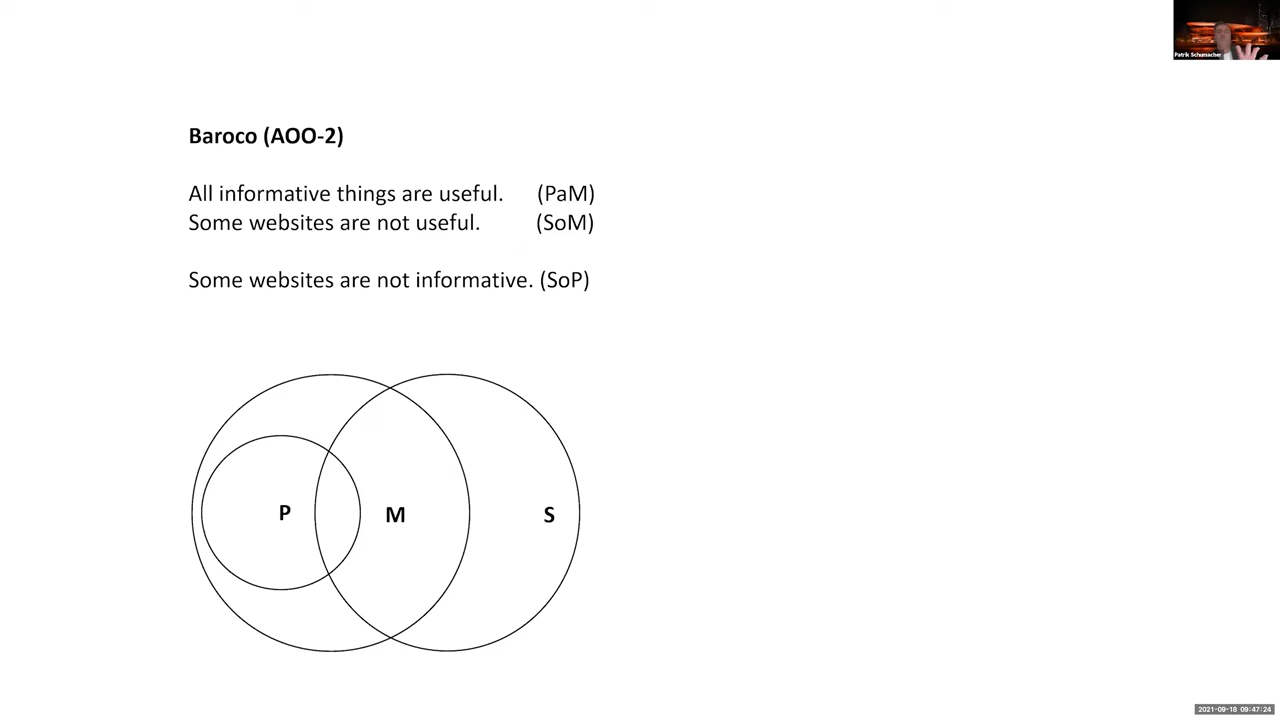 Patrik Schumacher
Baroco (AOO-2)
All informative things are useful. (PaM)
Some websites are not useful. (SoM)
Some websites are not informative. (SoP)
P M S
2021-09-18 09:47:24